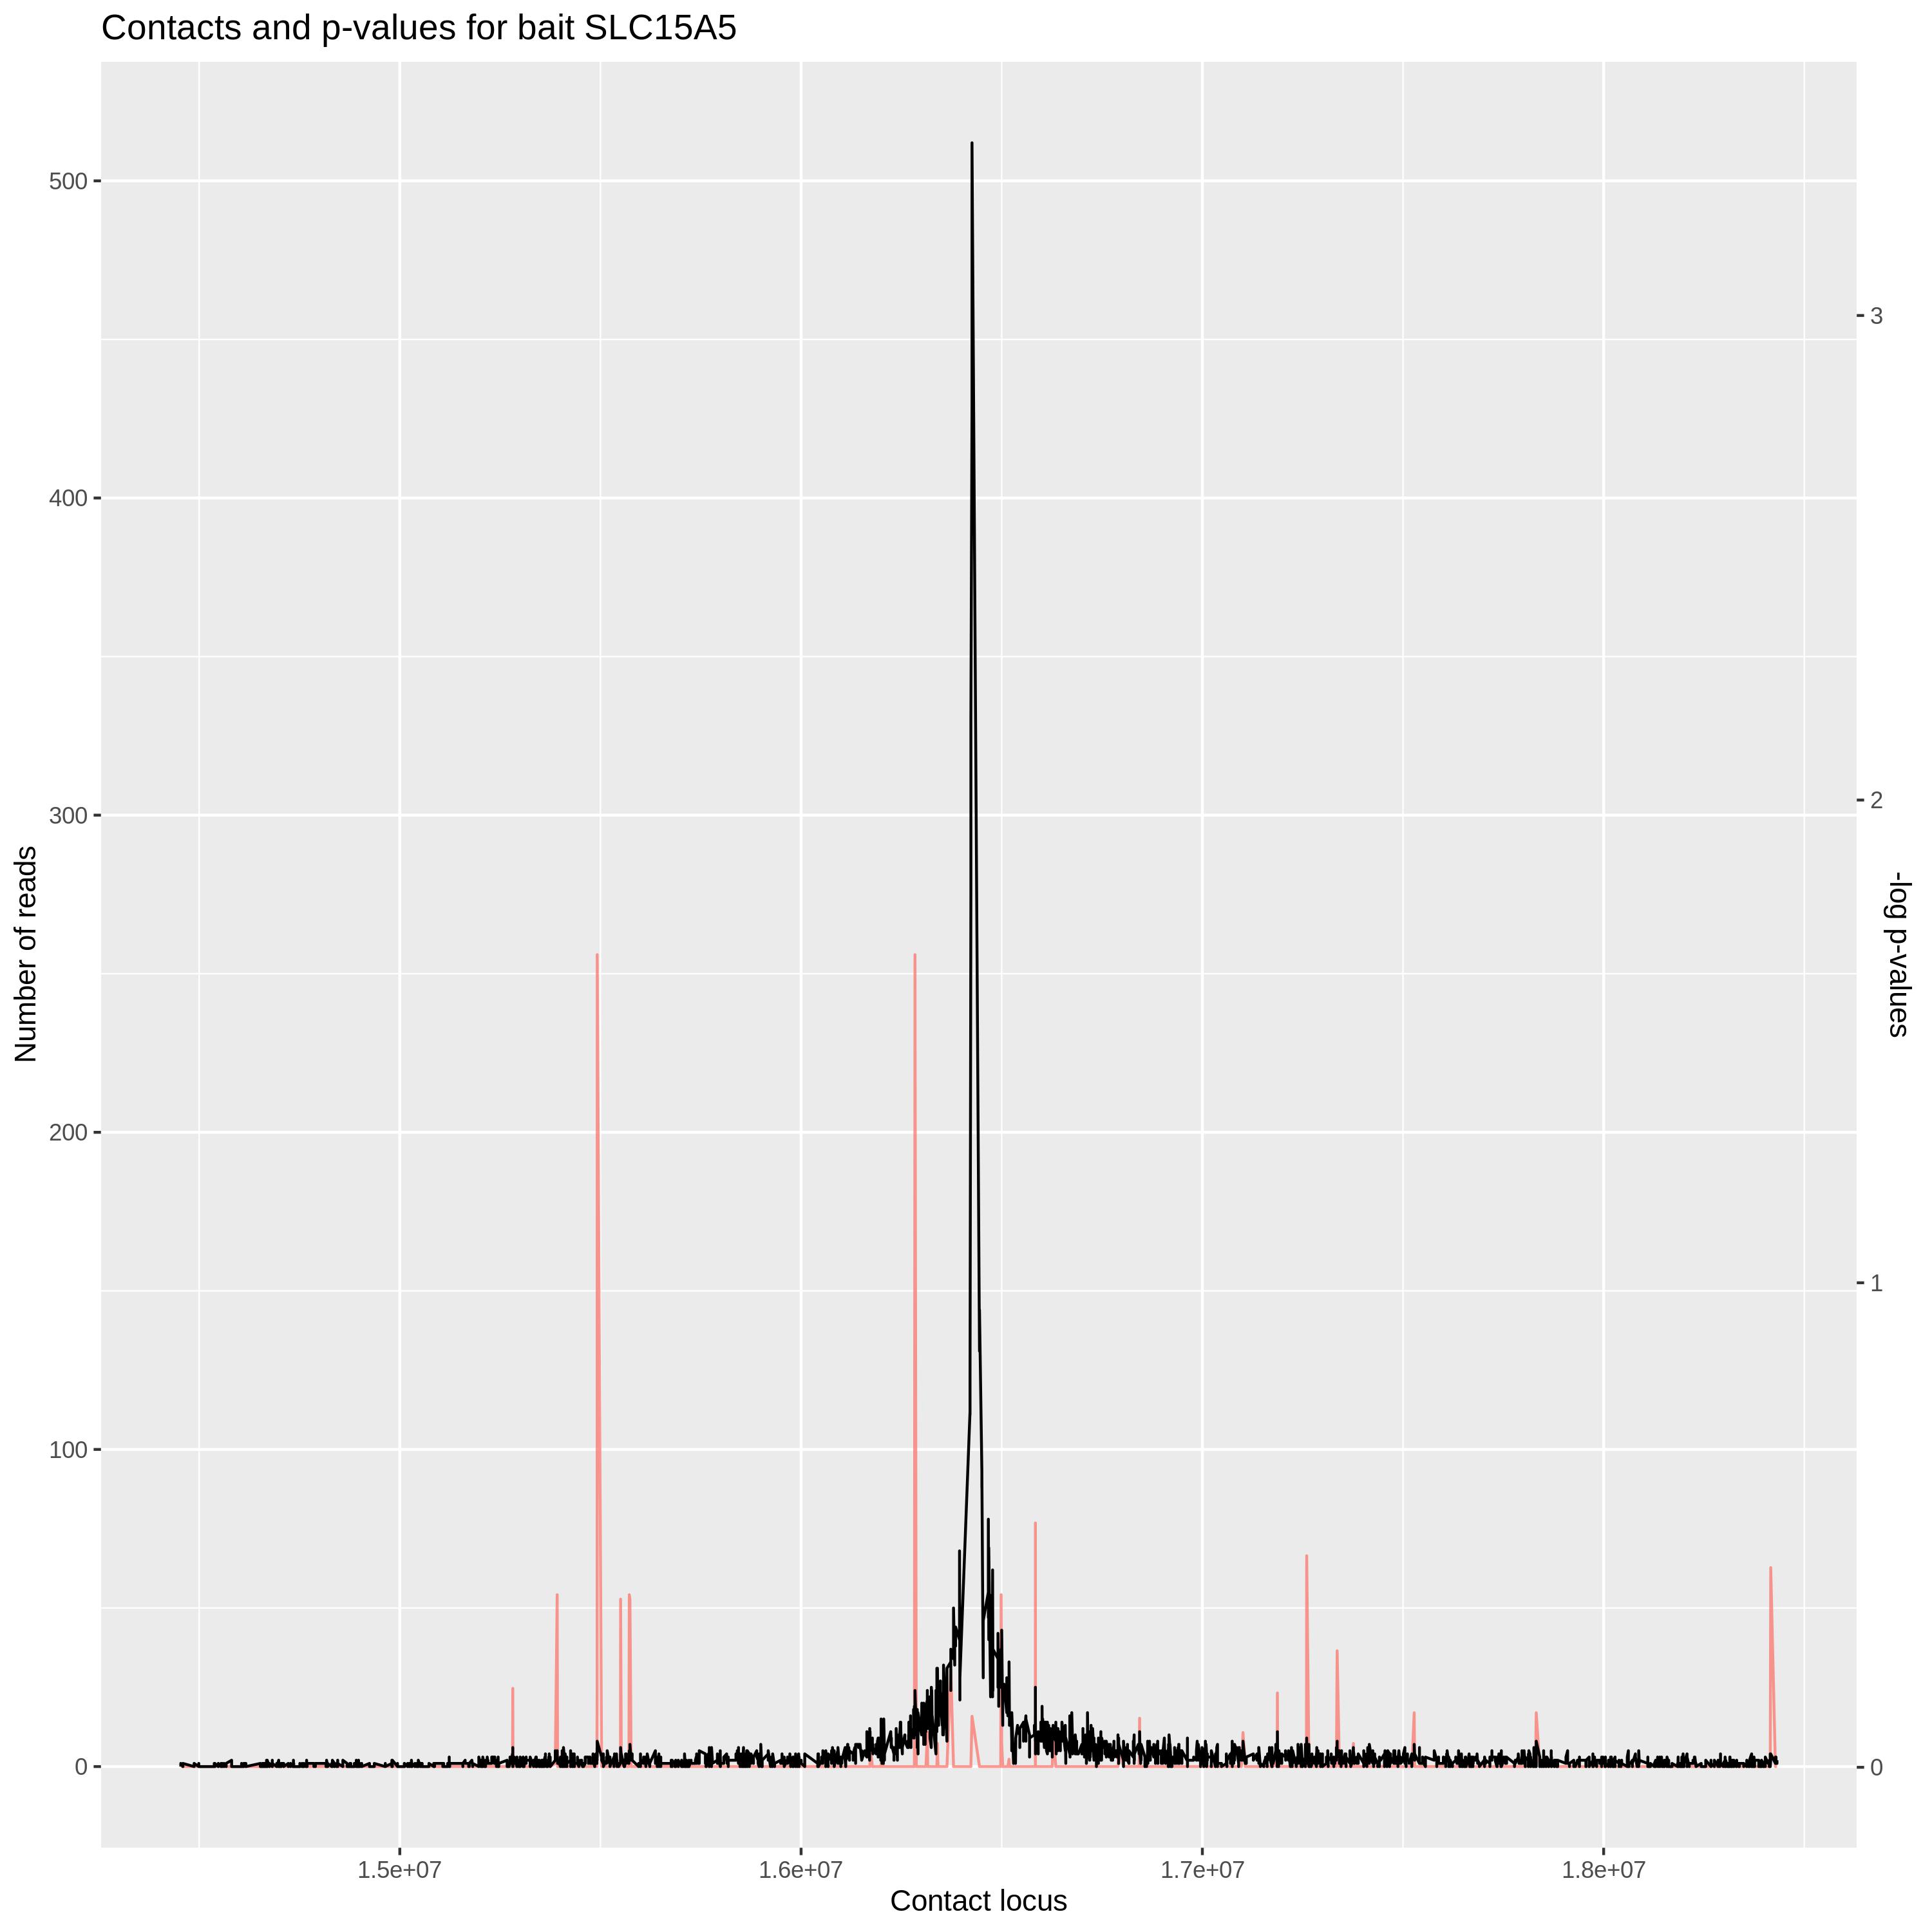 Contacts and p-values for bait SLC15A5
500
400
300
200
100
0
Number of reads
3
2
1
0
-log p-values
1.5e+07
1.6e+07
1.7e+07
1.8e+07
Contact locus